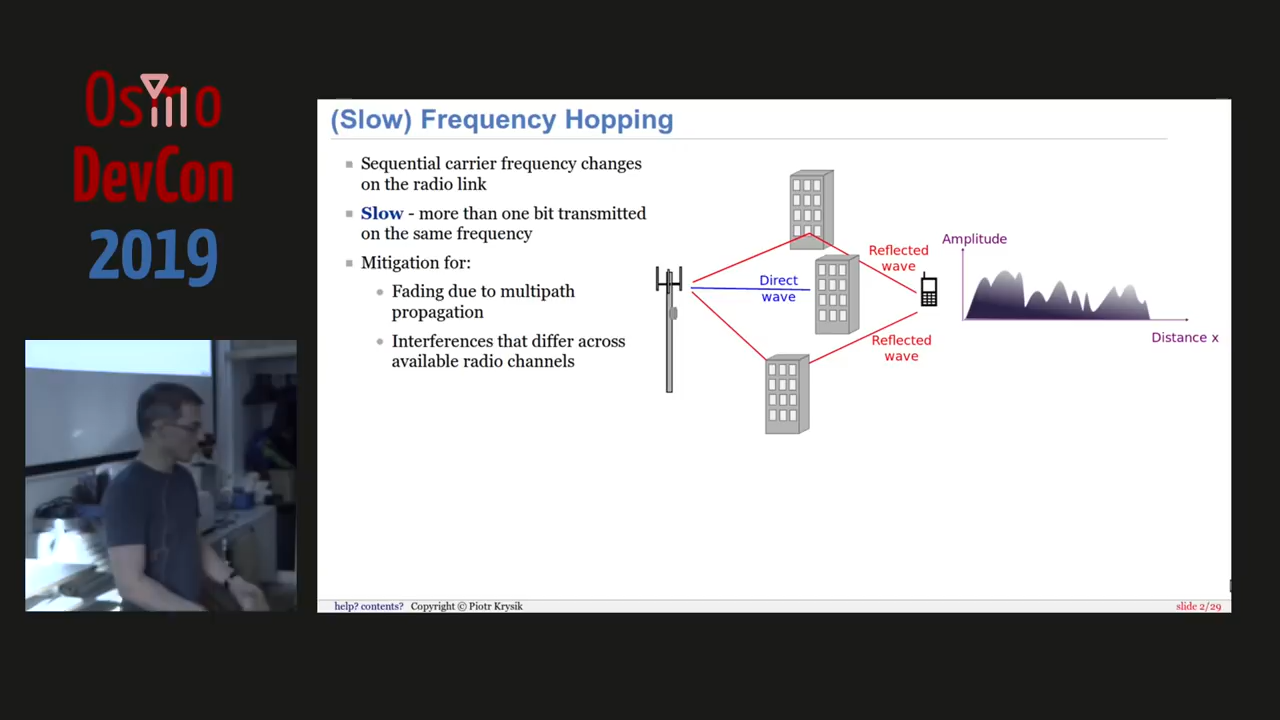 Osmo
DevCon
2019
(Slow) Frequency Hopping
Sequential carrier frequency changes
on the radio link
Slow - more than one bit transmitted
on the same frequency
Mitigation for:
Fading due to multipath
propagation
Interferences that differ across
available radio channels
Direct
wave
Reflected
wave
Reflected
wave
Amplitude
Distance x
help? contents? Copyright © Piotr Krysik
slide 2/29